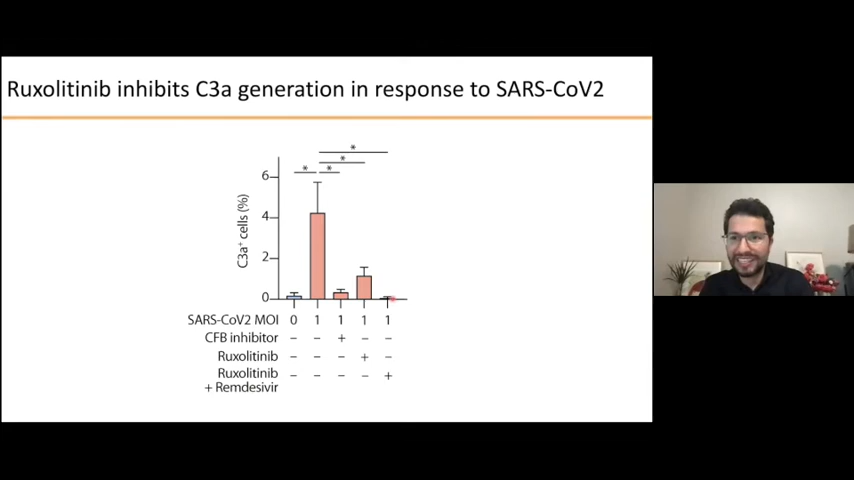 Ruxolitinib inhibits C3a generation in response to SARS-CoV2
* * * *
C3a⁺ cells (%)
6
4
2
0
SARS-CoV2 MOI 0 1 1 1 1
CFB inhibitor – – + – –
Ruxolitinib – – – + –
Ruxolitinib – – – – +
+ Remdesivir